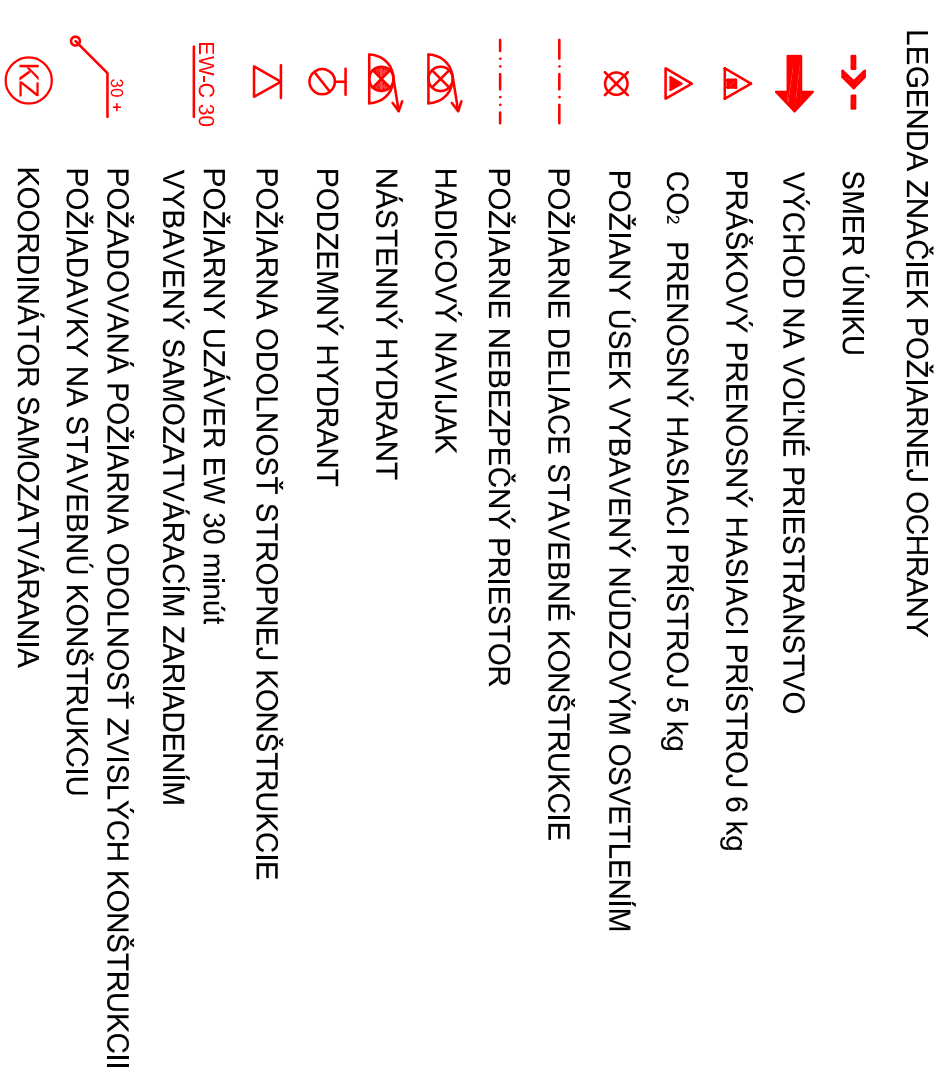 LEGENDA ZNAČIEK POŽIARNEJ OCHRANY
SMER ÚNIKU
VÝCHOD NA VOĽNÉ PRIESTRANSTVO
PRÁŠKOVÝ PRENOSNÝ HASIACI PRÍSTROJ 6 kg
CO₂ PRENOSNÝ HASIACI PRÍSTROJ 5 kg
POŽIANY ÚSEK VYBAVENÝ NÚDZOVÝM OSVETLENÍM
POŽIARNE DELIACE STAVEBNÉ KONŠTRUKCIE
POŽIARNE NEBEZPEČNÝ PRIESTOR
HADICOVÝ NAVIJAK
NÁSTENNÝ HYDRANT
PODZEMNÝ HYDRANT
POŽIARNA ODOLNOSŤ STROPNEJ KONŠTRUKCIE
EW-C 30 POŽIARNY UZÁVER EW 30 minút
VYBAVENÝ SAMOZATVÁRACÍM ZARIADENÍM
30 + POŽADOVANÁ POŽIARNA ODOLNOSŤ ZVISLÝCH KONŠTRUKCII
POŽIADAVKY NA STAVEBNÚ KONŠTRUKCIU
KZ KOORDINÁTOR SAMOZATVÁRANIA